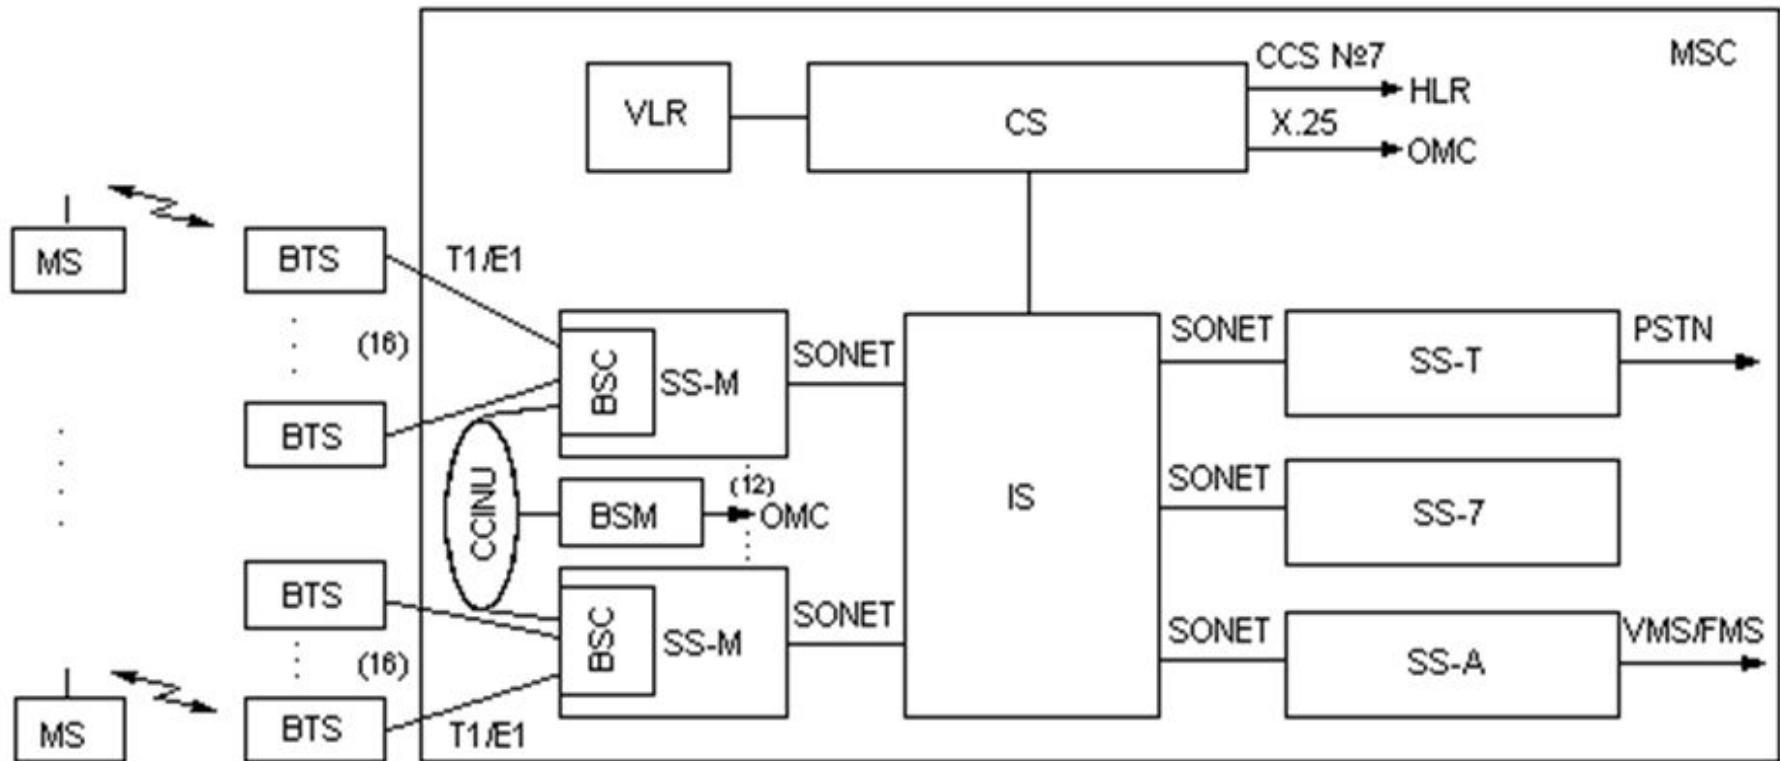 MSC
CCS №7
VLR
CS
HLR
X.25
OMC
MS
BTS
T1/E1
(16)
BSC
SS-M
SONET
SONET
SS-T
PSTN
BTS
CCINU
BSM
(12)
OMC
IS
SONET
SS-7
BTS
(16)
BSC
SS-M
SONET
SONET
SS-A
VMS/FMS
MS
BTS
T1/E1